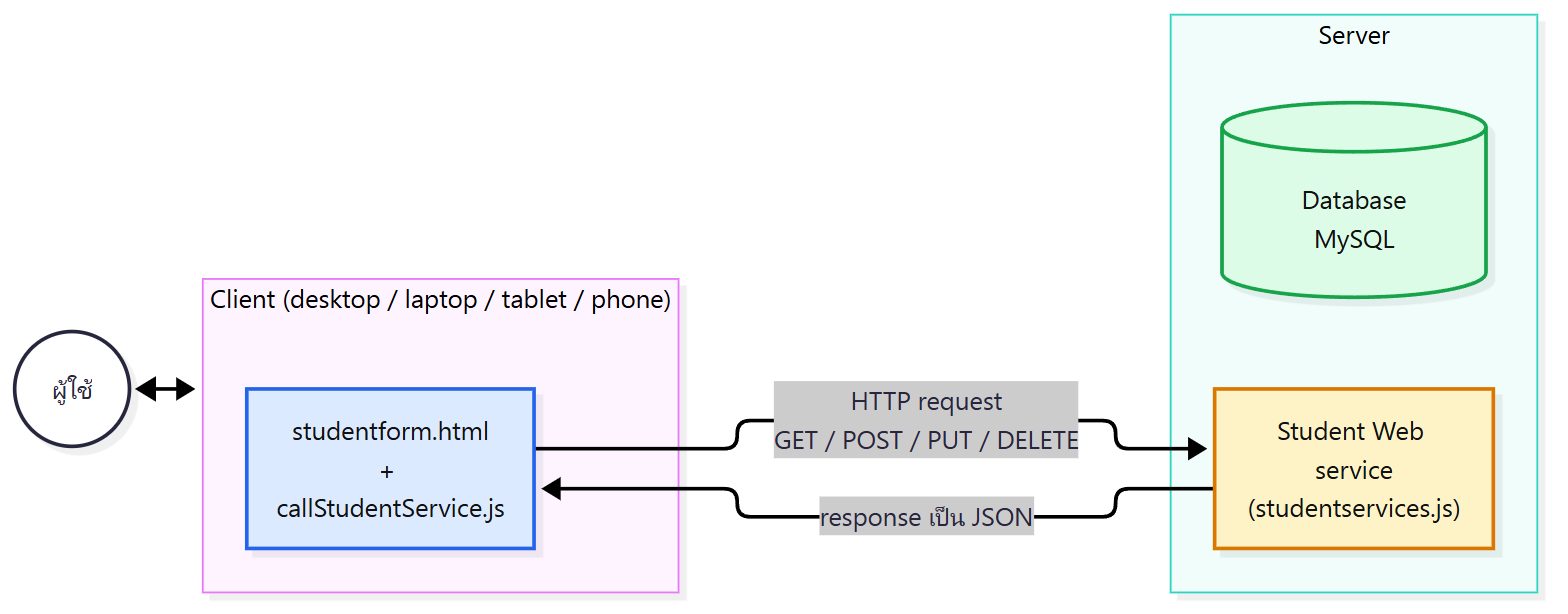 Server
Database
MySQL
Client (desktop / laptop / tablet / phone)
ผู้ใช้
studentform.html
+
callStudentService.js
HTTP request
GET / POST / PUT / DELETE
response เป็น JSON
Student Web
service
(studentservices.js)